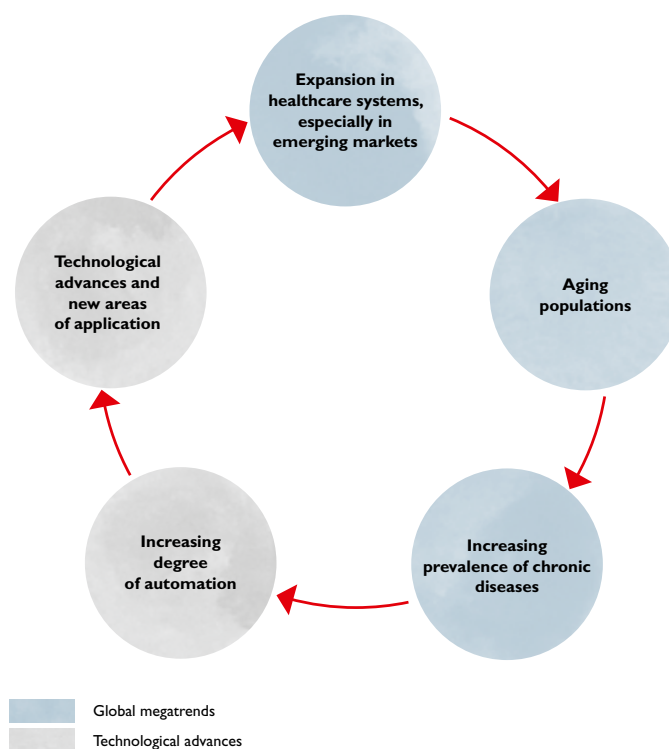 Expansion in
healthcare systems,
especially in
emerging markets
Aging
populations
Increasing
prevalence of chronic
diseases
Increasing
degree
of automation
Technological
advances and
new areas
of application
Global megatrends
Technological advances